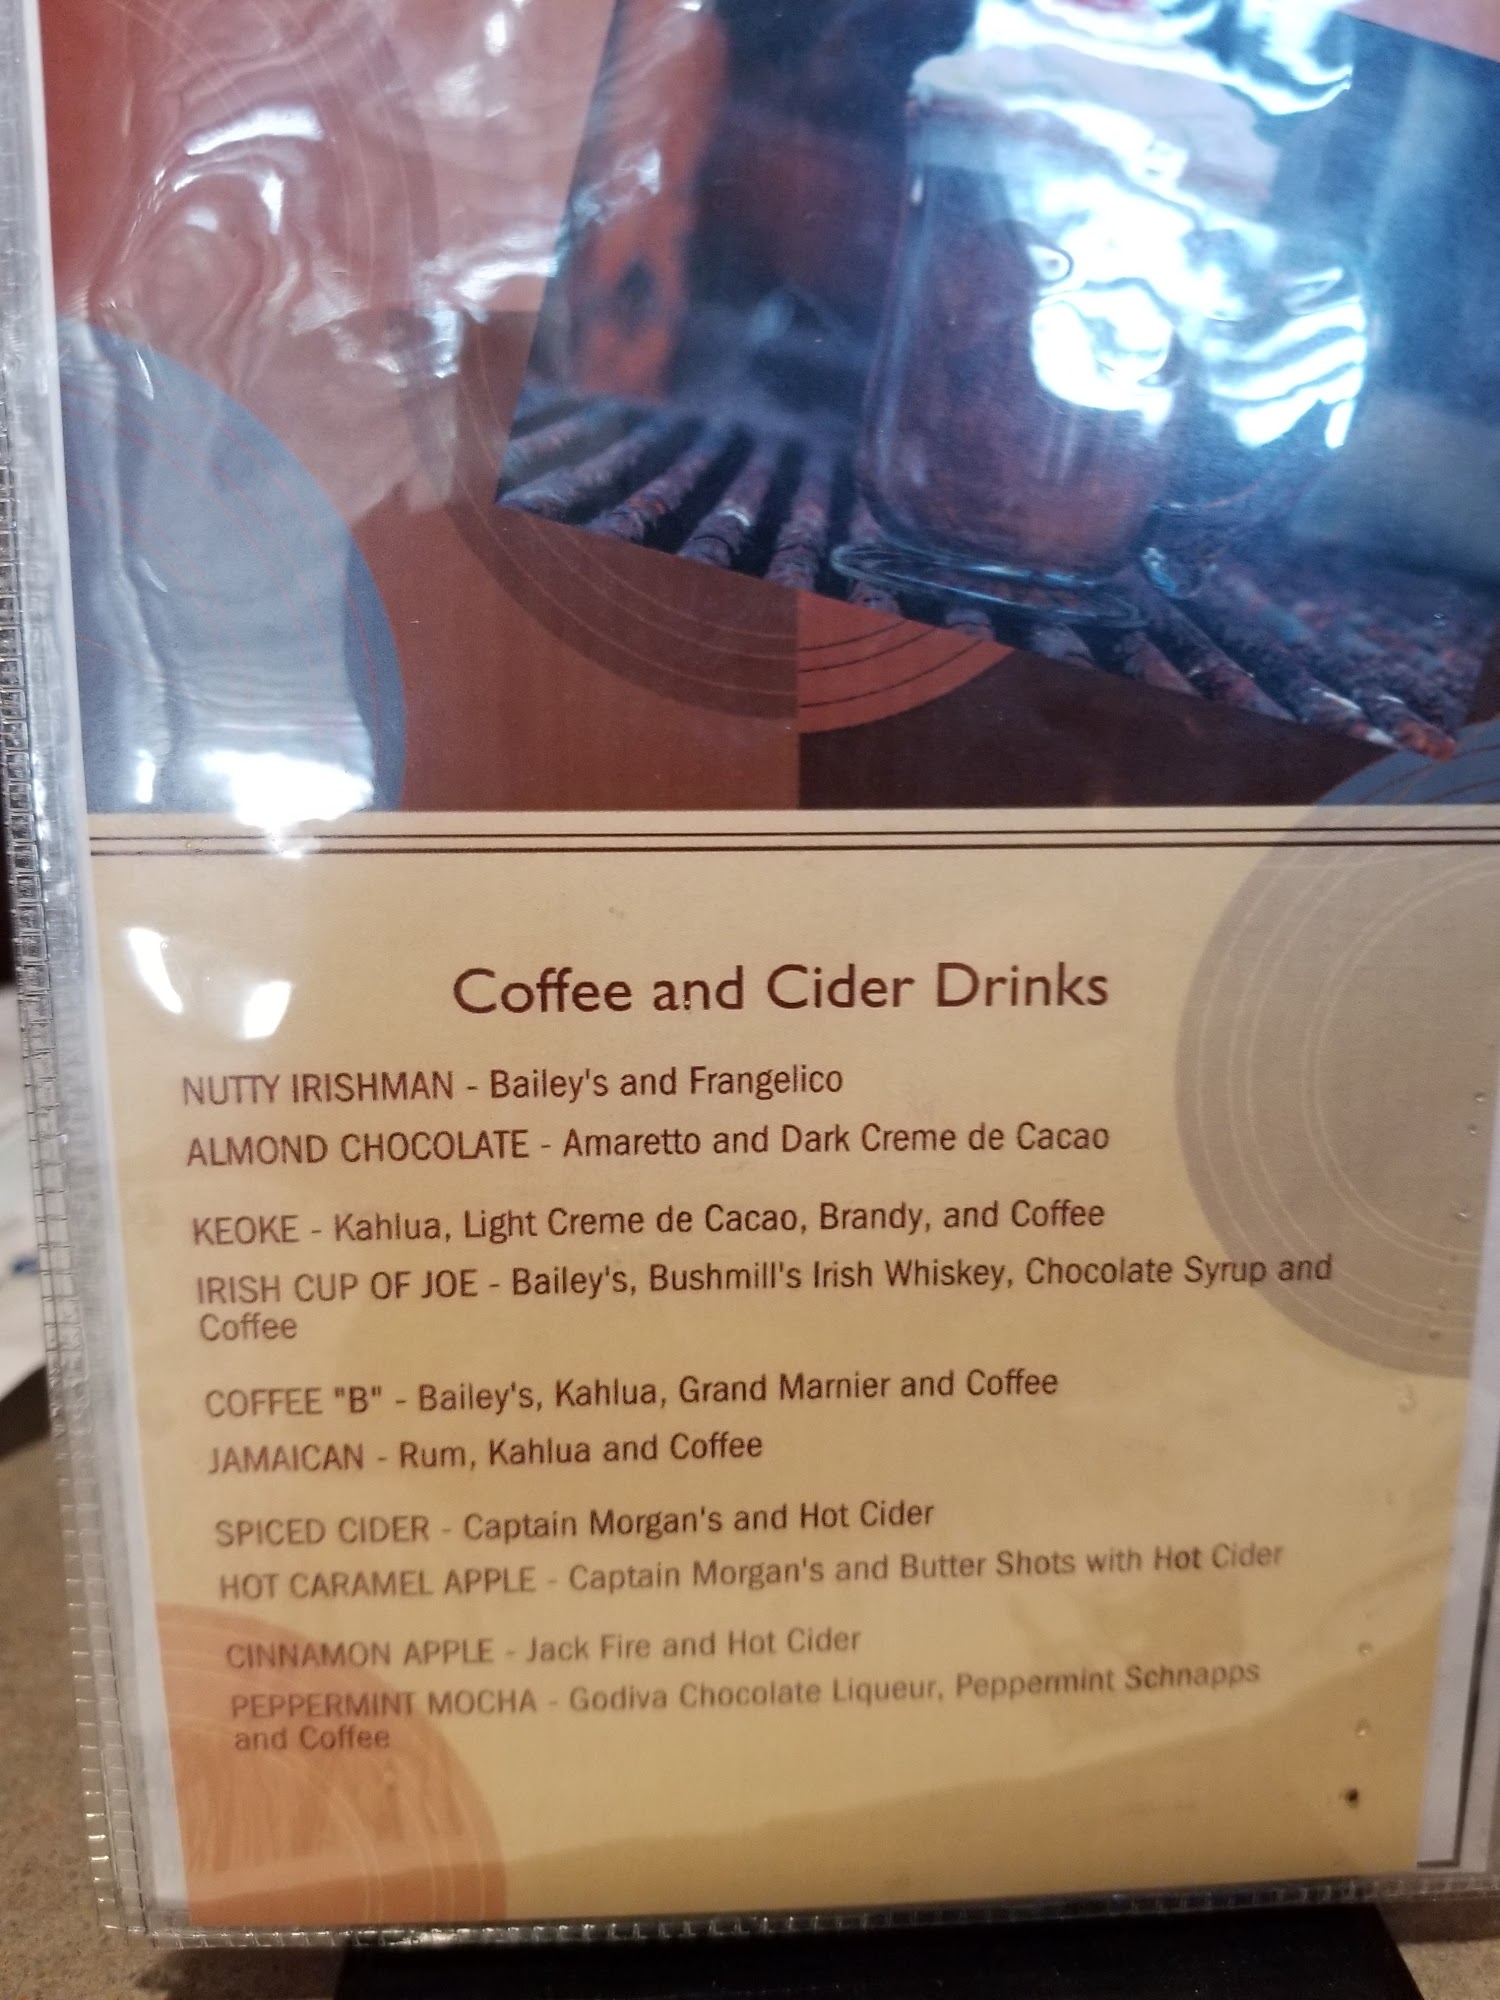 Coffee and Cider Drinks
NUTTY IRISHMAN - Bailey's and Frangelico
ALMOND CHOCOLATE - Amaretto and Dark Creme de Cacao
KEOKE - Kahlua, Light Creme de Cacao, Brandy, and Coffee
IRISH CUP OF JOE - Bailey's, Bushmill's Irish Whiskey, Chocolate Syrup and
Coffee
COFFEE "B" - Bailey's, Kahlua, Grand Marnier and Coffee
JAMAICAN - Rum, Kahlua and Coffee
SPICED CIDER - Captain Morgan's and Hot Cider
HOT CARAMEL APPLE - Captain Morgan's and Butter Shots with Hot Cider
CINNAMON APPLE - Jack Fire and Hot Cider
PEPPERMINT MOCHA - Godiva Chocolate Liqueur, Peppermint Schnapps
and Coffee